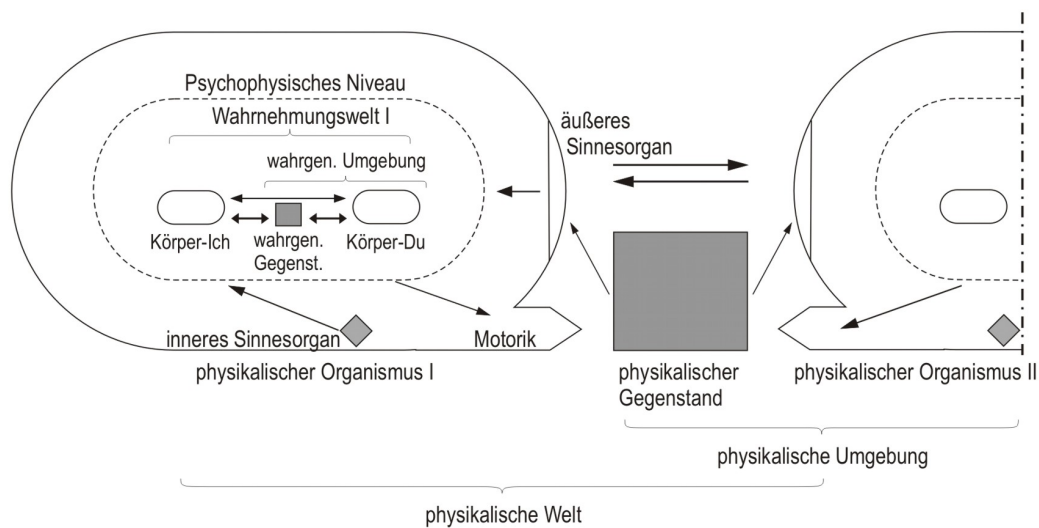 Psychophysisches Niveau
Wahrnehmungswelt I
wahrgen. Umgebung
Körper-Ich
wahrgen.
Gegenst.
Körper-Du
äußeres
Sinnesorgan
inneres Sinnesorgan
Motorik
physikalischer Organismus I
physikalischer
Gegenstand
physikalischer Organismus II
physikalische Umgebung
physikalische Welt